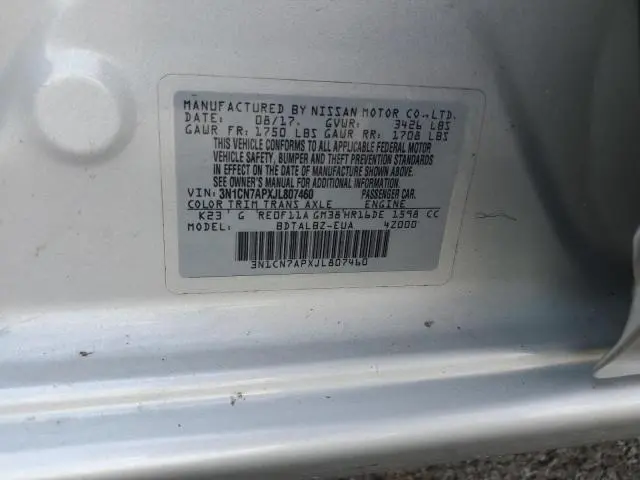 MANUFACTURED BY NISSAN MOTOR CO.,LTD.
DATE: 08/17. GVWR: 3426 LBS
GAWR FR: 1750 LBS GAWR RR: 1708 LBS
THIS VEHICLE CONFORMS TO ALL APPLICABLE FEDERAL MOTOR
VEHICLE SAFETY, BUMPER AND THEFT PREVENTION STANDARDS
IN EFFECT ON THE DATE OF MANUFACTURE SHOWN ABOVE.
SEE OWNER'S MANUAL FOR ADDITIONAL INFORMATION.
VIN: 3N1CN7APXJL807460 PASSENGER CAR
COLOR TRIM TRANS AXLE ENGINE
K23 G RE0F11A GM38 HR16DE 1598 CC
BDTALBZ-EUA 4Z000
3N1CN7APXJL807460